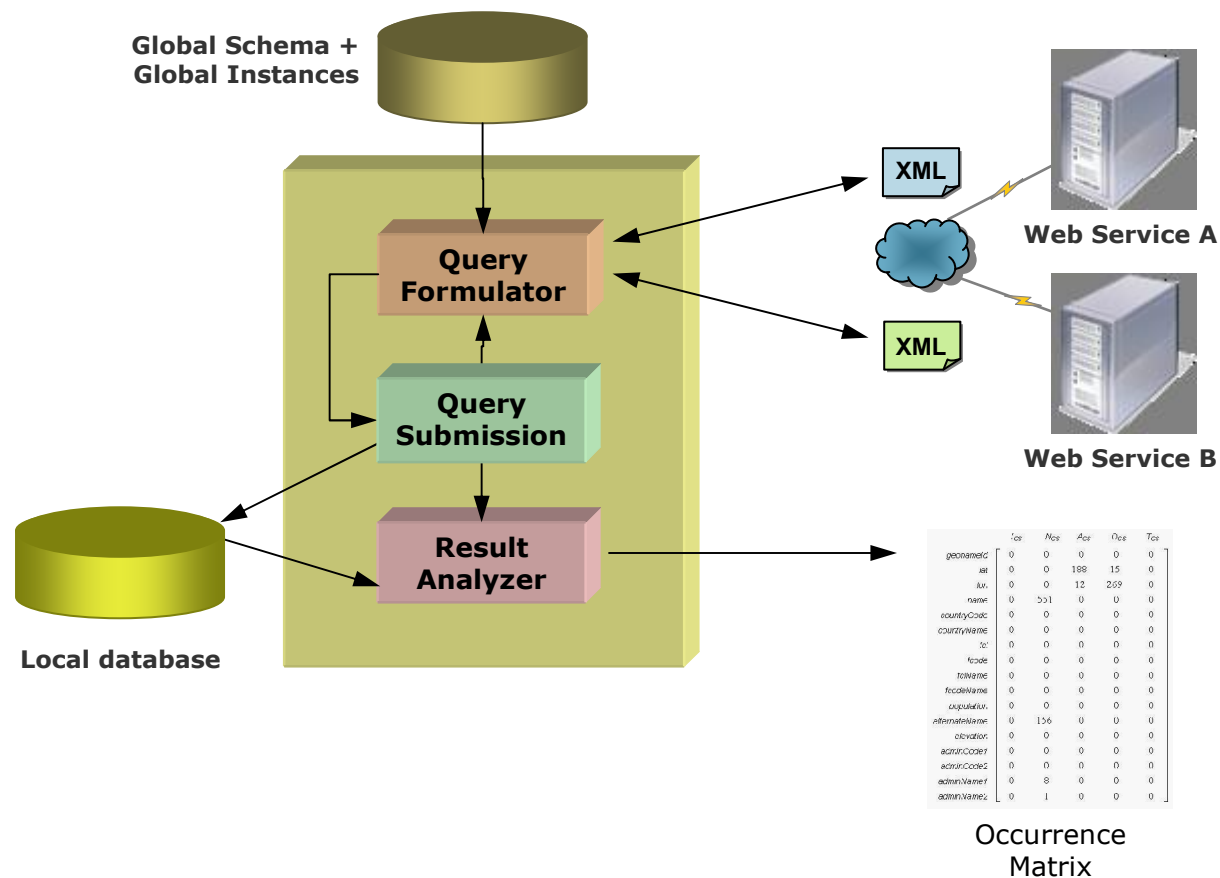 Global Schema +
Global Instances
XML
Web Service A
Query
Formulator
XML
Query
Submission
Web Service B
Result
Analyzer
Local database
N_CS A_CS O_CS T_CS
geonameId 0 0 0 0 0
lat 0 0 188 15 0
0 0 12 269 0
name 0 551 0 0 0
countryCode 0 0 0 0 0
countryName 0 0 0 0 0
0 0 0 0 0
fcode 0 0 0 0 0
fclName 0 0 0 0 0
fcodeName 0 0 0 0 0
population 0 0 0 0 0
alternateName 0 156 0 0 0
elevation 0 0 0 0 0
adminCode1 0 0 0 0 0
adminCode2 0 0 0 0 0
adminName1 0 8 0 0 0
adminName2 0 1 0 0 0
Occurrence
Matrix